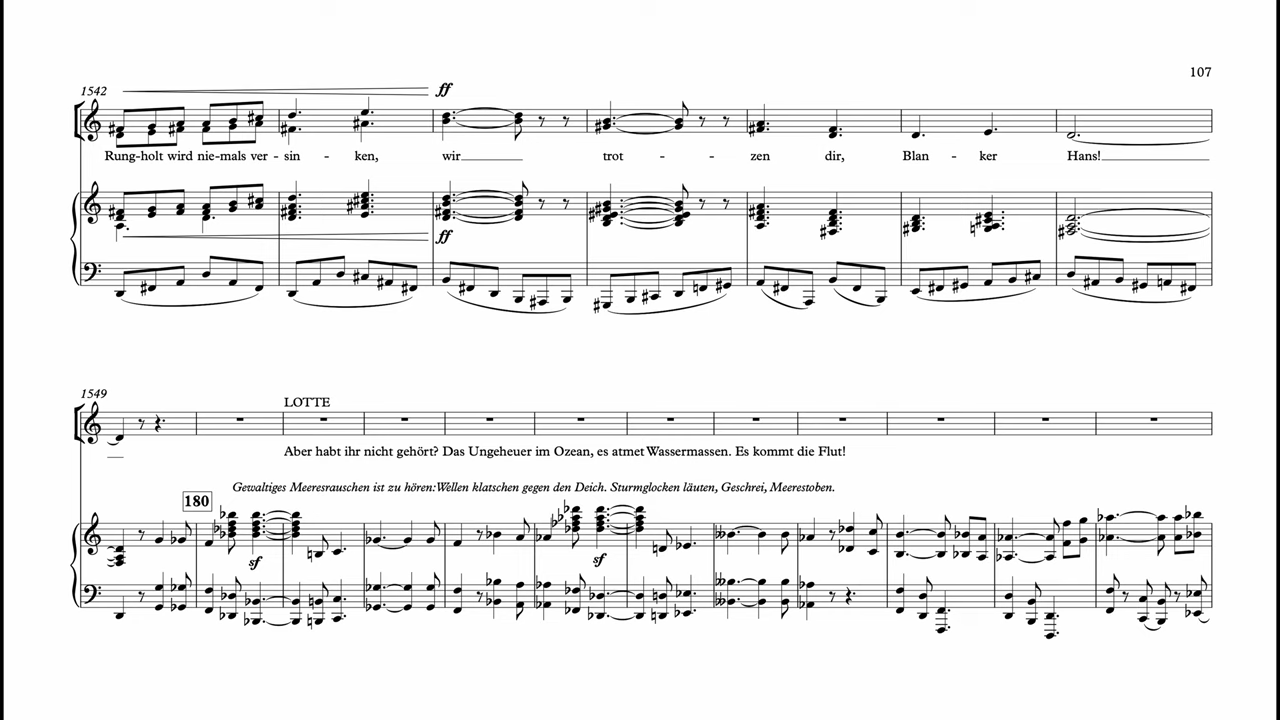 107
1542
ff
Rung-holt wird nie-mals ver-sin-ken, wir trot-zen dir, Blan-ker Hans!
ff
1549
LOTTE
Aber habt ihr nicht gehört? Das Ungeheuer im Ozean, es atmet Wassermassen. Es kommt die Flut!
Gewaltiges Meeresrauschen ist zu hören: Wellen klatschen gegen den Deich. Sturmglocken läuten, Geschrei, Meerestoben.
180
sf sf